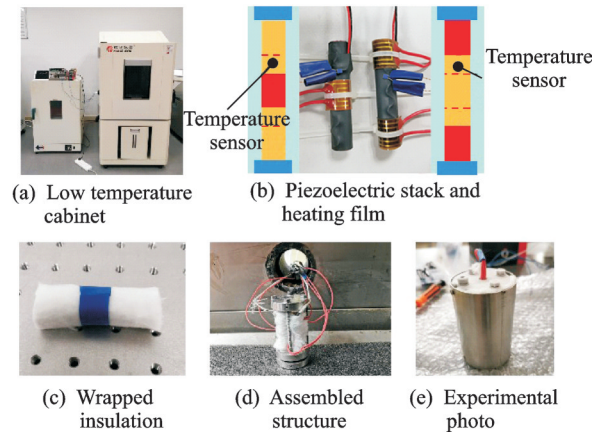 Temperature
sensor
Temperature
sensor
(a) Low temperature
cabinet
(b) Piezoelectric stack and
heating film
(c) Wrapped
insulation
(d) Assembled
structure
(e) Experimental
photo